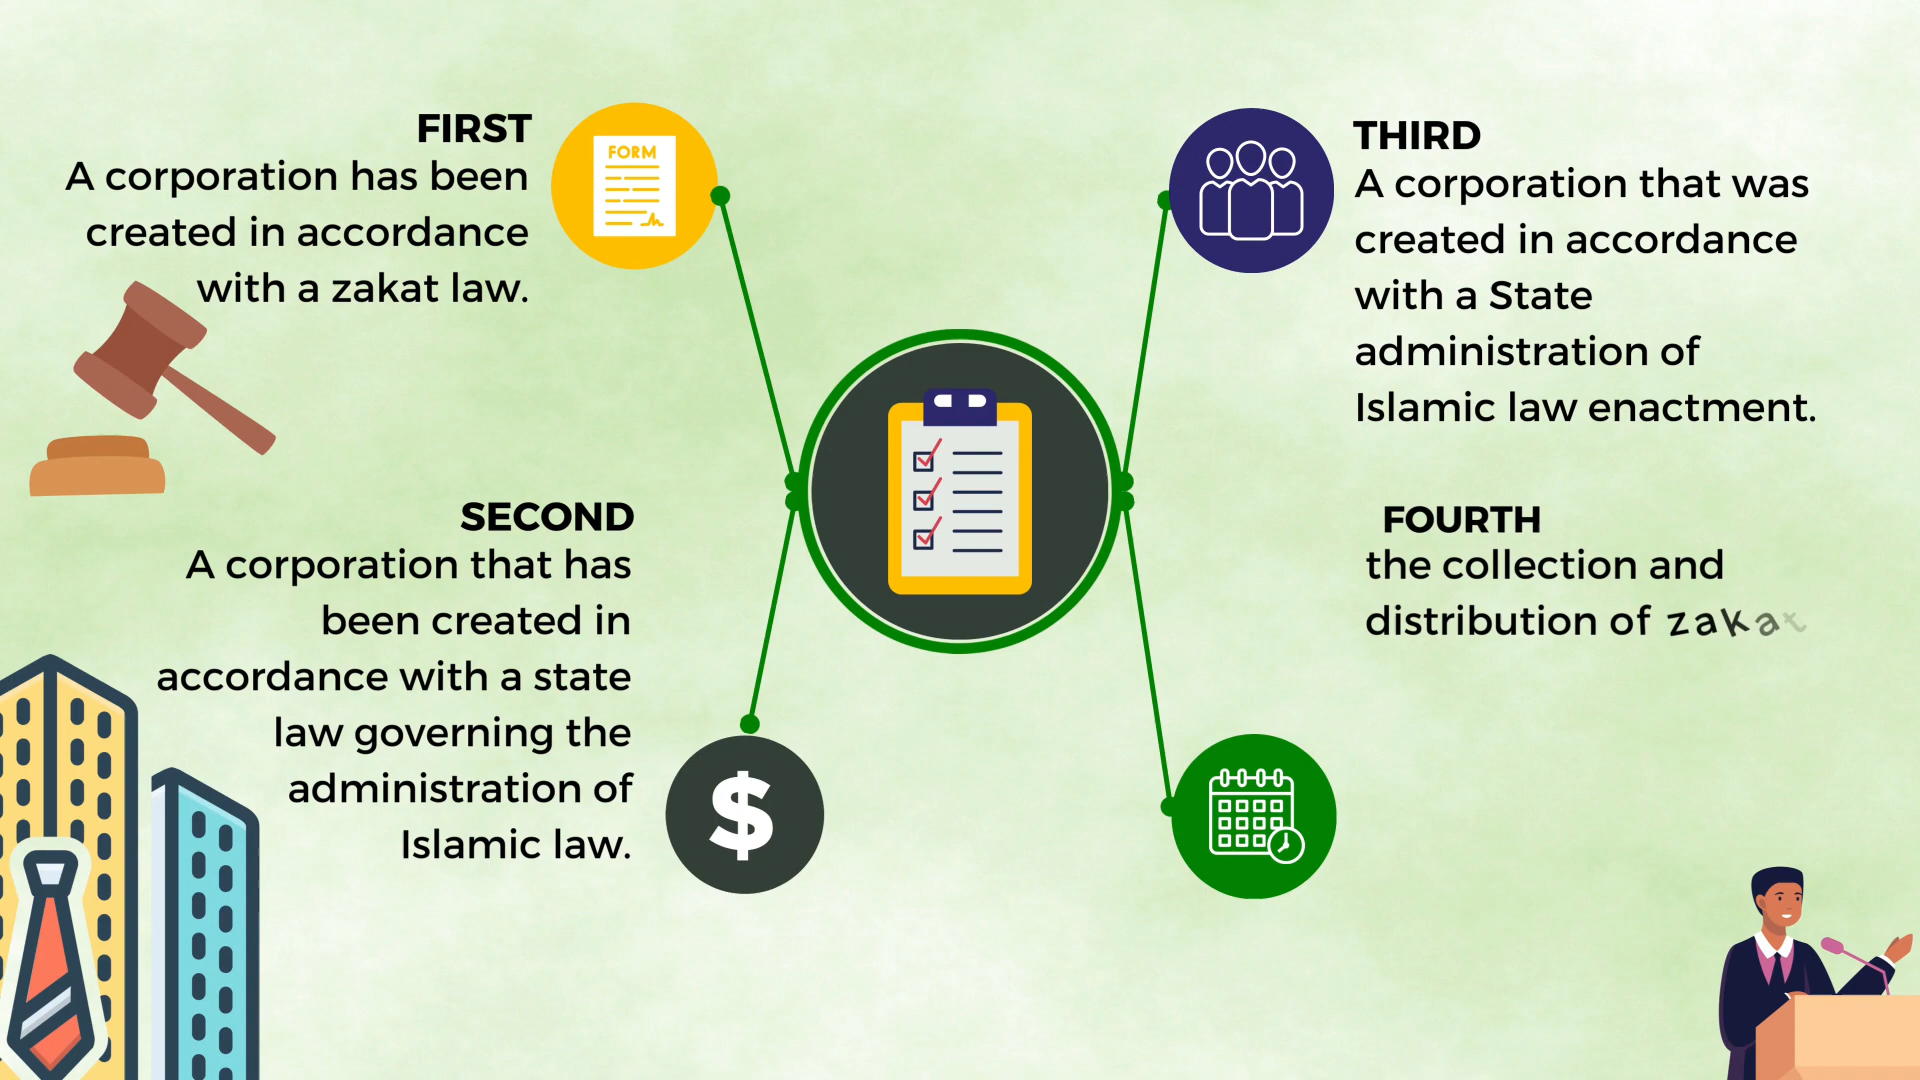 FIRST
A corporation has been
created in accordance
with a zakat law.
FORM
SECOND
A corporation that has
been created in
accordance with a state
law governing the
administration of
Islamic law.
$
THIRD
A corporation that was
created in accordance
with a State
administration of
Islamic law enactment.
FOURTH
the collection and
distribution of zakat